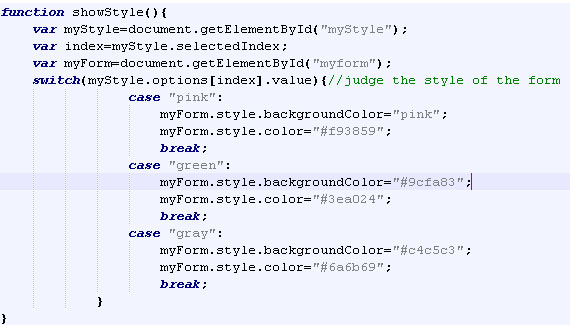 function showStyle(){
var myStyle=document.getElementById("myStyle");
var index=myStyle.selectedIndex;
var myForm=document.getElementById("myform");
switch(myStyle.options[index].value){//judge the style of the form
case "pink":
myForm.style.backgroundColor="pink";
myForm.style.color="#f93859";
break;
case "green":
myForm.style.backgroundColor="#9cfa83";
myForm.style.color="#3ea024";
break;
case "gray":
myForm.style.backgroundColor="#c4c5c3";
myForm.style.color="#6a6b69";
break;
}
}